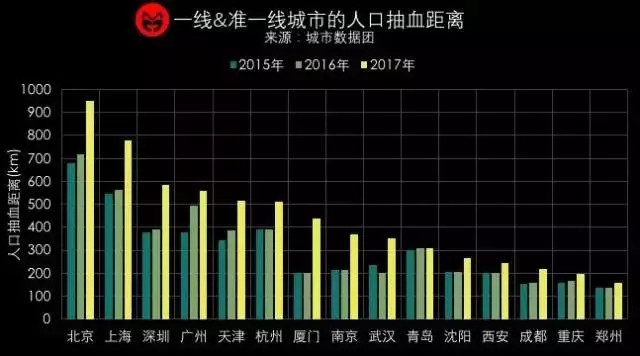 一线&准一线城市的人口抽血距离
来源：城市数据团
2015年 2016年 2017年
人口抽血距离(km)
1000
900
800
700
600
500
400
300
200
100
0
北京 上海 深圳 广州 天津 杭州 厦门 南京 武汉 青岛 沈阳 西安 成都 重庆 郑州